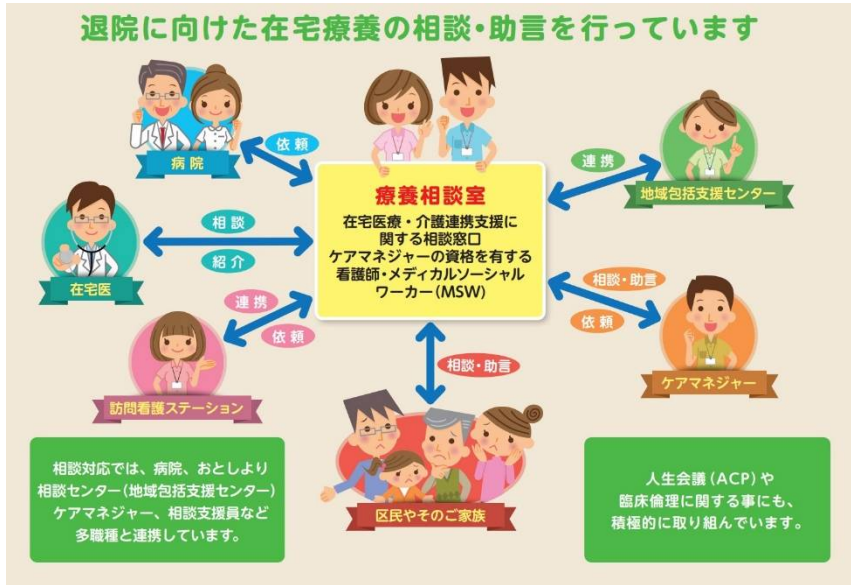 退院に向けた在宅療養の相談・助言を行っています
依頼
病院
連携
地域包括支援センター
療養相談室
在宅医療・介護連携支援に
関する相談窓口
ケアマネジャーの資格を有する
看護師・メディカルソーシャル
ワーカー(MSW)
相談
紹介
在宅医
相談・助言
依頼
ケアマネジャー
連携
依頼
訪問看護ステーション
相談・助言
区民やそのご家族
相談対応では、病院、おとしより
相談センター(地域包括支援センター)
ケアマネジャー、相談支援員など
多職種と連携しています。
人生会議(ACP)や
臨床倫理に関する事にも、
積極的に取り組んでいます。